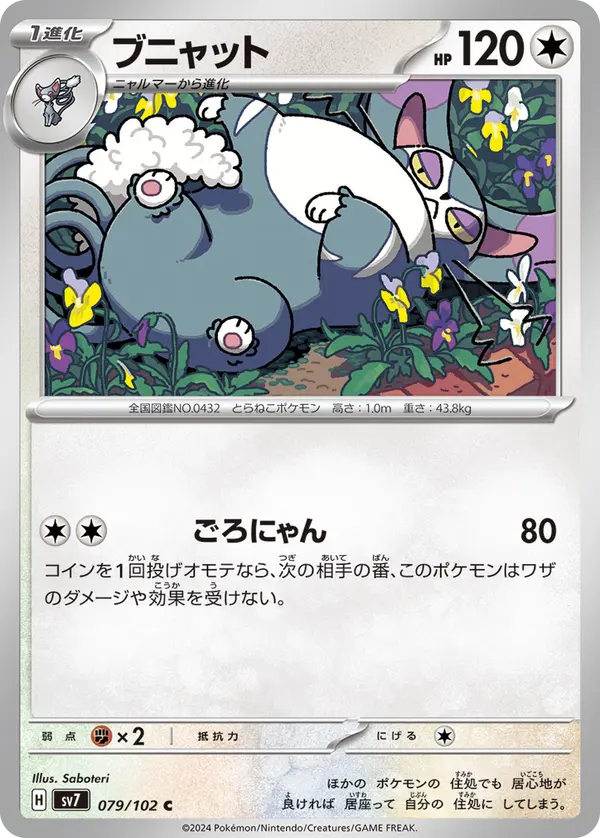 1進化
ブニャット
HP 120
ニャルマーから進化
全国図鑑NO.0432 とらねこポケモン 高さ:1.0m 重さ:43.8kg
ごろにゃん 80
コインを1回投げオモテなら、次の相手の番、このポケモンはワザ
のダメージや効果を受けない。
弱点 ×2 抵抗力 にげる
Illus. Saboteri
H sv7 079/102 C
ほかの ポケモンの 住処でも 居心地が
良ければ 居座って 自分の 住処に してしまう。
©2024 Pokémon/Nintendo/Creatures/GAME FREAK.